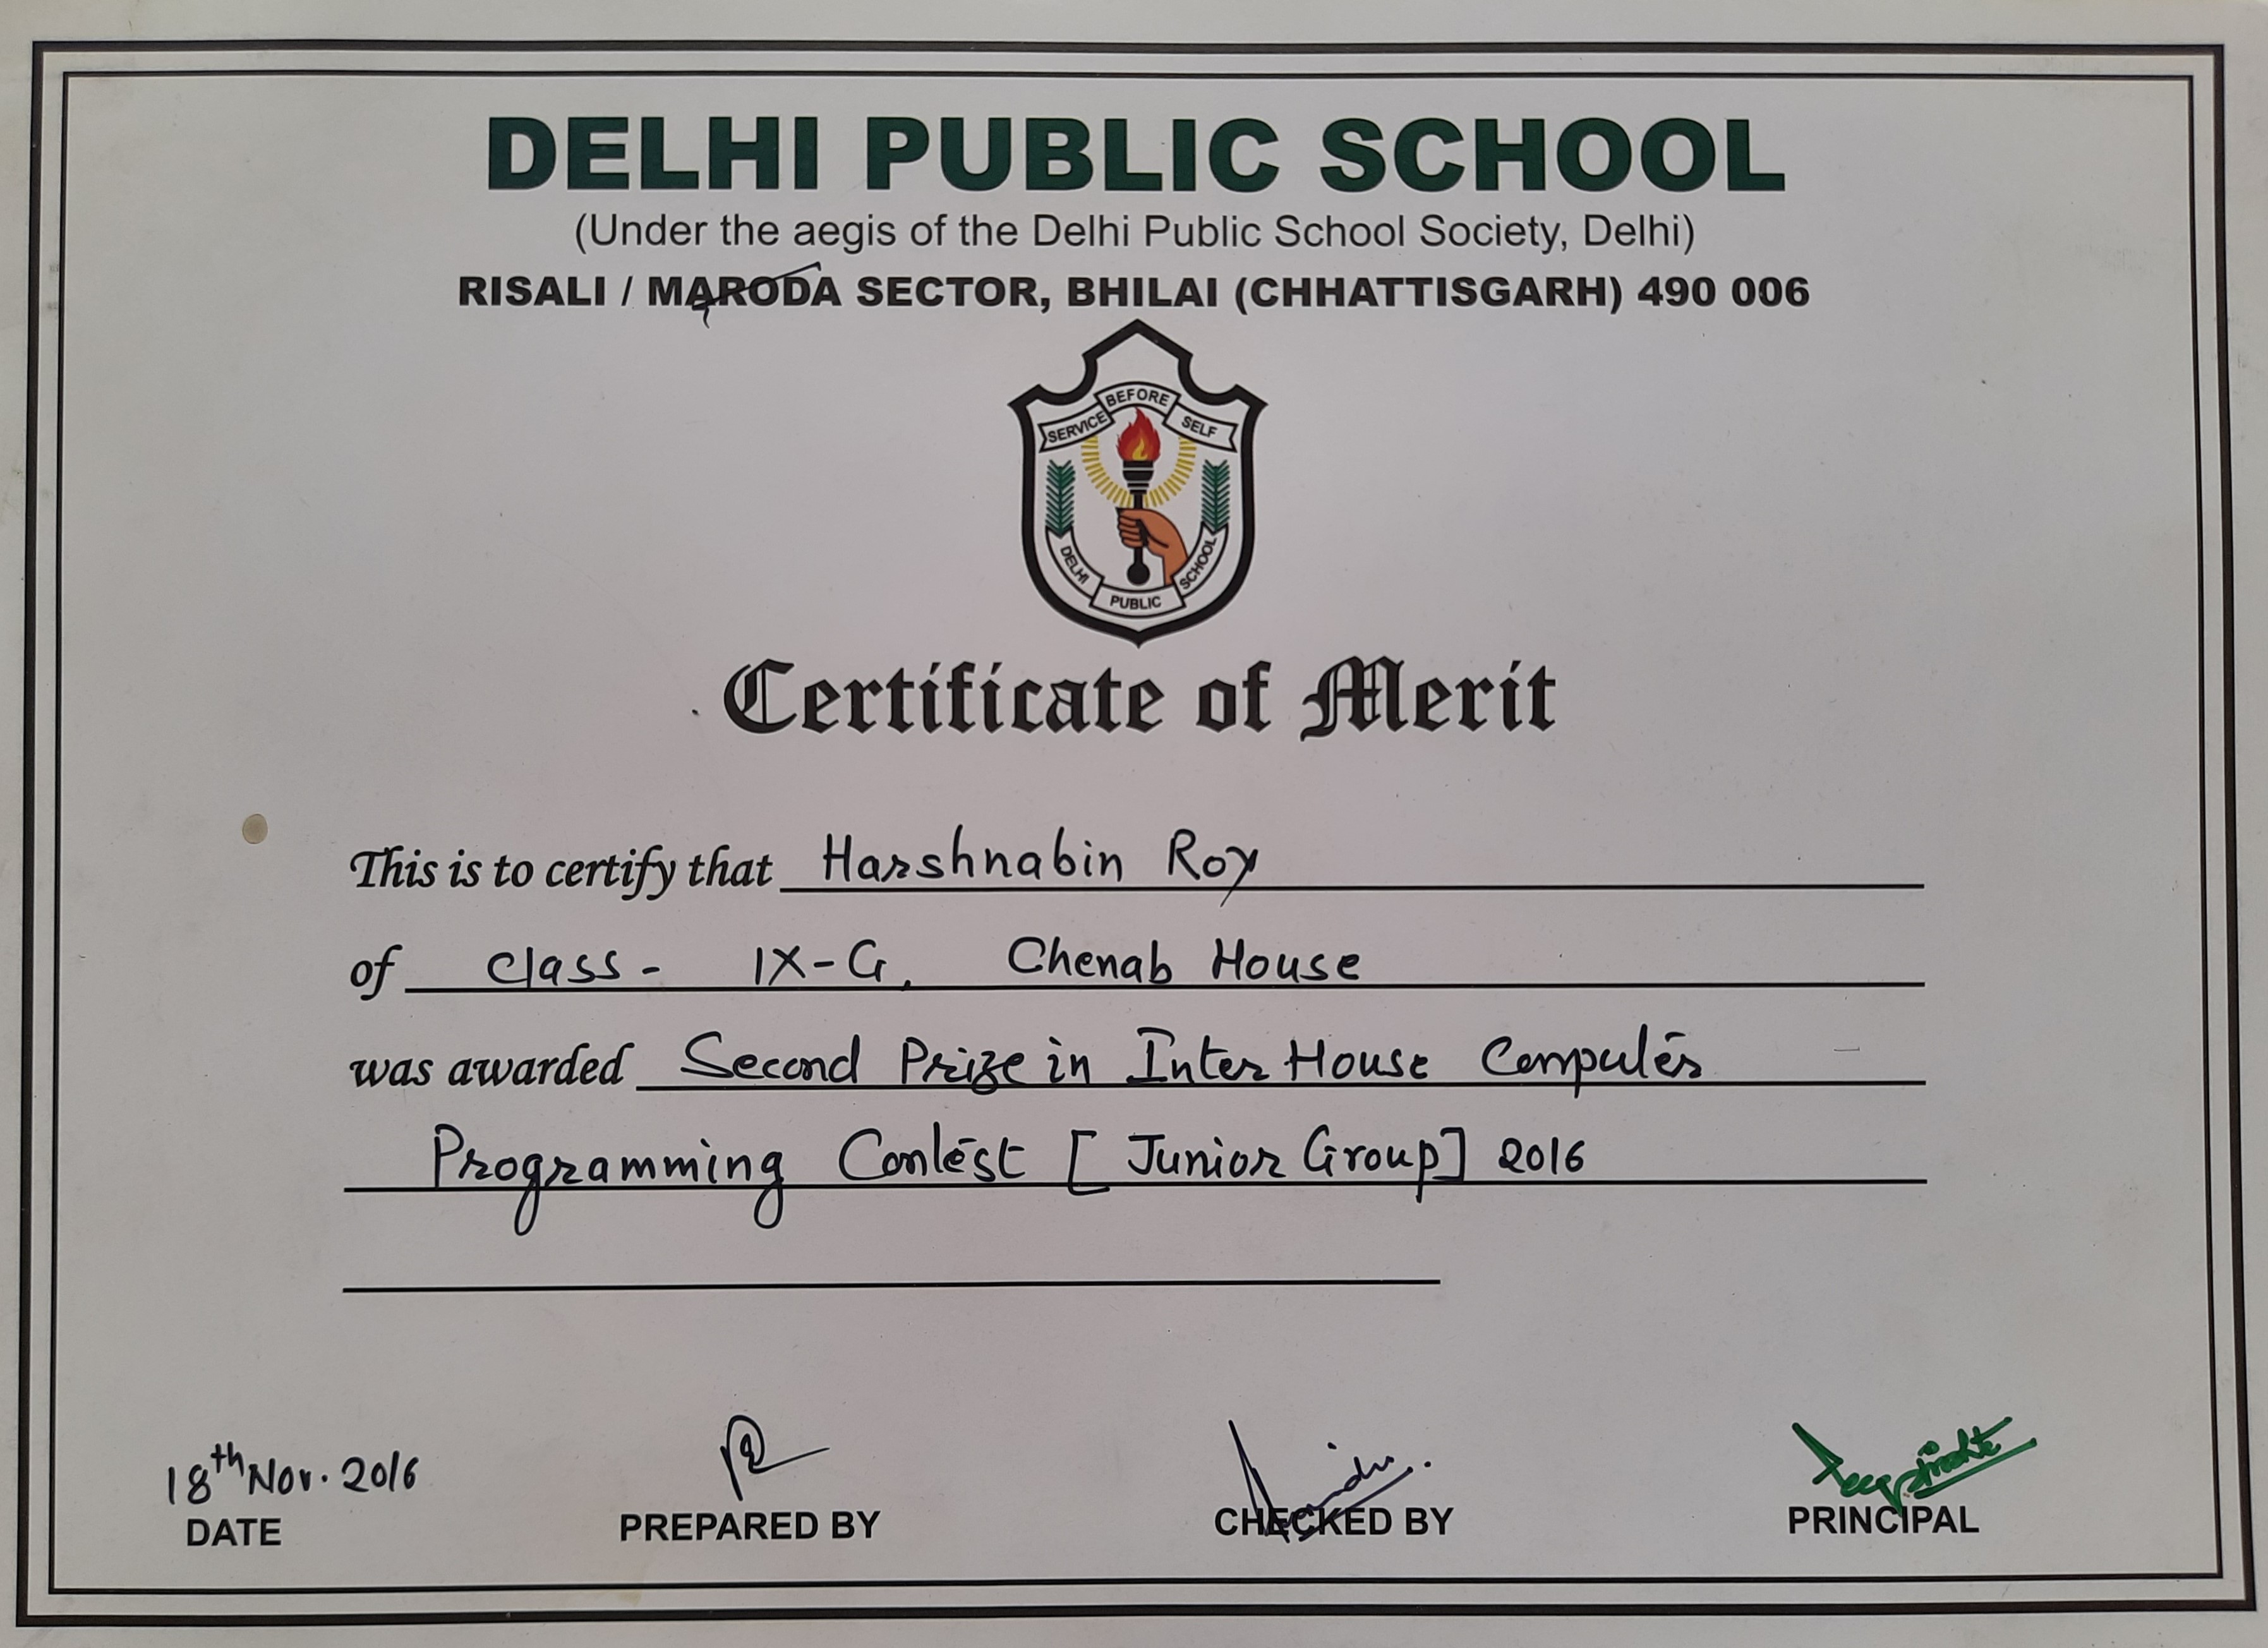 DELHI PUBLIC SCHOOL
(Under the aegis of the Delhi Public School Society, Delhi)
RISALI / MARODA SECTOR, BHILAI (CHHATTISGARH) 490 006
SERVICE BEFORE SELF
DELHI PUBLIC SCHOOL
Certificate of Merit
This is to certify that Harshnabin Roy
of class - IX-G, Chenab House
was awarded Second Prize in Inter House Computer
Programming Contest [Junior Group] 2016
18th Nov. 2016
DATE PREPARED BY CHECKED BY PRINCIPAL